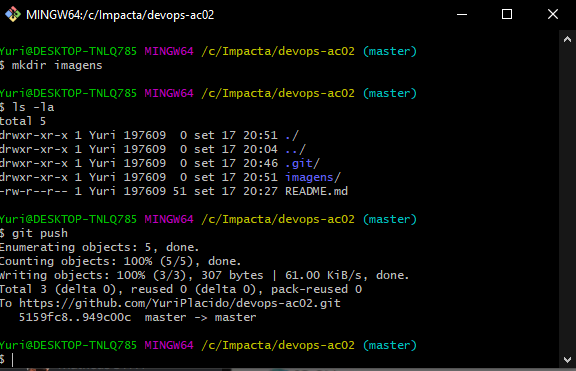 MINGW64:/c/Impacta/devops-ac02
Yuri@DESKTOP-TNLQ785 MINGW64 /c/Impacta/devops-ac02 (master)
$ mkdir imagens
Yuri@DESKTOP-TNLQ785 MINGW64 /c/Impacta/devops-ac02 (master)
$ ls -la
total 5
drwxr-xr-x 1 Yuri 197609 0 set 17 20:51 ./
drwxr-xr-x 1 Yuri 197609 0 set 17 20:04 ../
drwxr-xr-x 1 Yuri 197609 0 set 17 20:46 .git/
drwxr-xr-x 1 Yuri 197609 0 set 17 20:51 imagens/
-rw-r--r-- 1 Yuri 197609 51 set 17 20:27 README.md
Yuri@DESKTOP-TNLQ785 MINGW64 /c/Impacta/devops-ac02 (master)
$ git push
Enumerating objects: 5, done.
Counting objects: 100% (5/5), done.
Writing objects: 100% (3/3), 307 bytes | 61.00 KiB/s, done.
Total 3 (delta 0), reused 0 (delta 0), pack-reused 0
To https://github.com/YuriPlacido/devops-ac02.git
5159fc8..949c00c master -> master
Yuri@DESKTOP-TNLQ785 MINGW64 /c/Impacta/devops-ac02 (master)
$